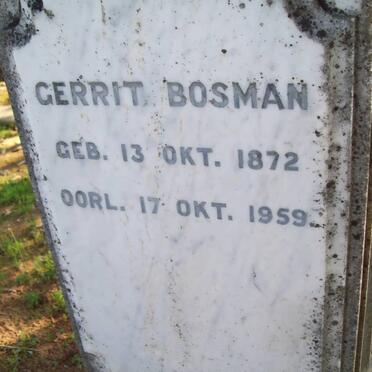 GERRIT BOSMAN
GEB. 13 OKT. 1872
OORL. 17 OKT. 1959.